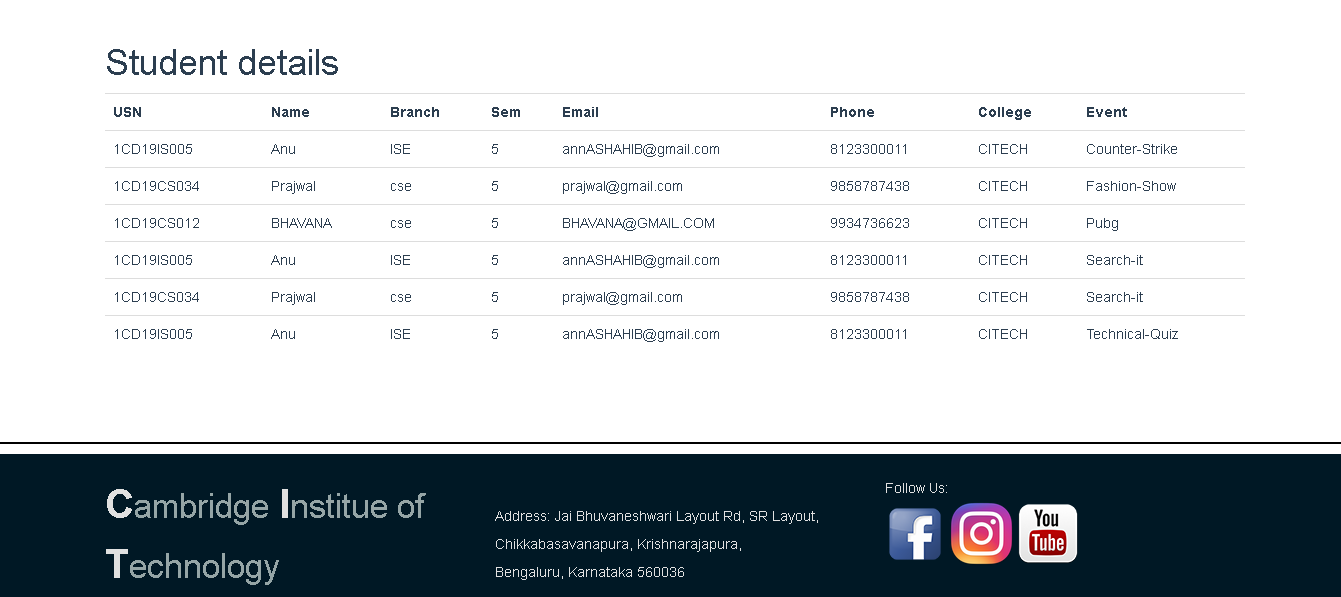 Student details
USN Name Branch Sem Email Phone College Event
1CD19IS005 Anu ISE 5 annASHAHIB@gmail.com 8123300011 CITECH Counter-Strike
1CD19CS034 Prajwal cse 5 prajwal@gmail.com 9858787438 CITECH Fashion-Show
1CD19CS012 BHAVANA cse 5 BHAVANA@GMAIL.COM 9934736623 CITECH Pubg
1CD19IS005 Anu ISE 5 annASHAHIB@gmail.com 8123300011 CITECH Search-it
1CD19CS034 Prajwal cse 5 prajwal@gmail.com 9858787438 CITECH Search-it
1CD19IS005 Anu ISE 5 annASHAHIB@gmail.com 8123300011 CITECH Technical-Quiz
Cambridge Institue of
Technology
Address: Jai Bhuvaneshwari Layout Rd, SR Layout,
Chikkabasavanapura, Krishnarajapura,
Bengaluru, Karnataka 560036
Follow Us:
f
You
Tube